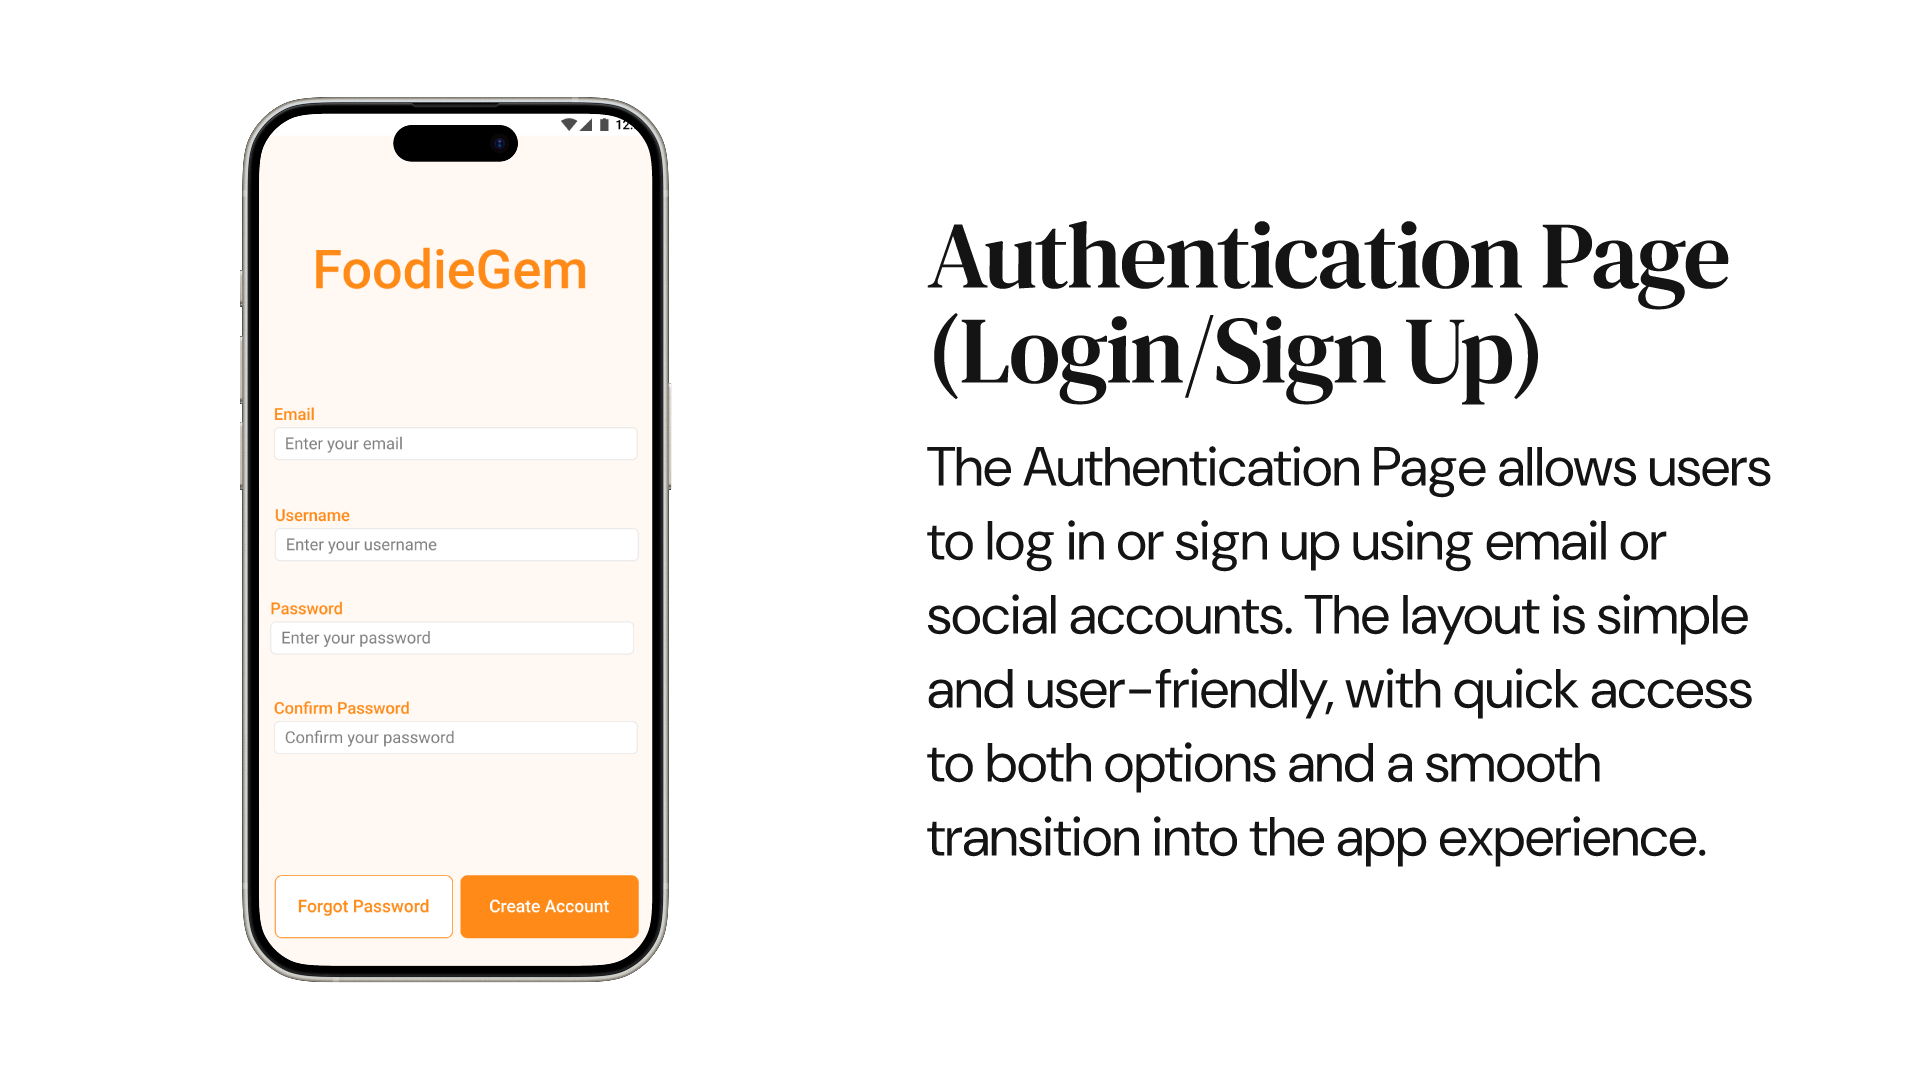 FoodieGem
Email
Enter your email
Username
Enter your username
Password
Enter your password
Confirm Password
Confirm your password
Forgot Password
Create Account
Authentication Page
(Login/Sign Up)
The Authentication Page allows users
to log in or sign up using email or
social accounts. The layout is simple
and user-friendly, with quick access
to both options and a smooth
transition into the app experience.